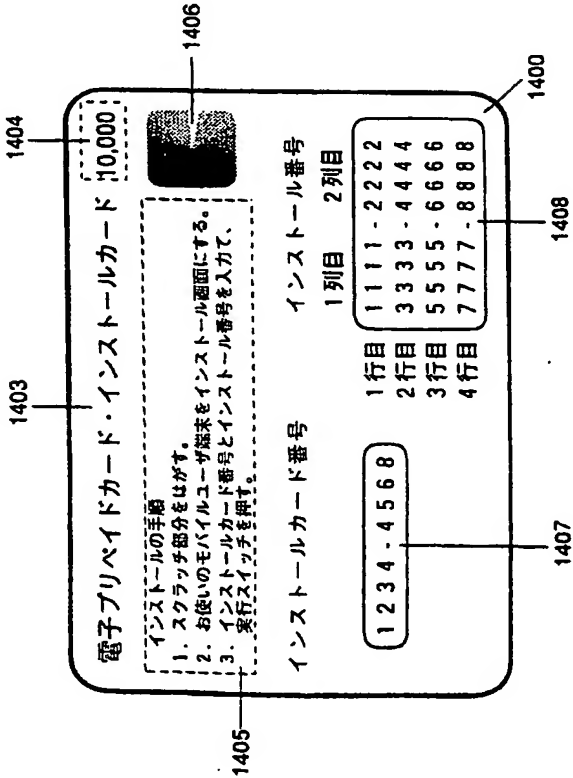 1403
1404
電子プリペイドカード・インストールカード
10,000
1406
1405
インストールの手順
1. スクラッチ部分をはがす。
2. お使いのモバイルユーザ端末をインストール画面にする。
3. インストールカード番号とインストール番号を入力て、
実行スイッチを押す。
インストールカード番号
インストール番号
1列目 2列目
1234-4568
1行目 1111-2222
2行目 3333-4444
3行目 5555-6666
4行目 7777-8888
1407
1408
1400